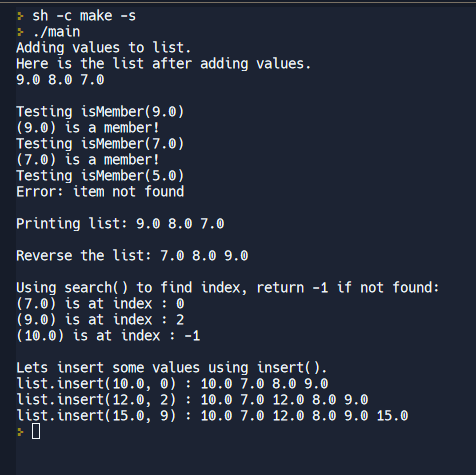 sh -c make -s
./main
Adding values to list.
Here is the list after adding values.
9.0 8.0 7.0
Testing isMember(9.0)
(9.0) is a member!
Testing isMember(7.0)
(7.0) is a member!
Testing isMember(5.0)
Error: item not found
Printing list: 9.0 8.0 7.0
Reverse the list: 7.0 8.0 9.0
Using search() to find index, return -1 if not found:
(7.0) is at index : 0
(9.0) is at index : 2
(10.0) is at index : -1
Lets insert some values using insert().
list.insert(10.0, 0) : 10.0 7.0 8.0 9.0
list.insert(12.0, 2) : 10.0 7.0 12.0 8.0 9.0
list.insert(15.0, 9) : 10.0 7.0 12.0 8.0 9.0 15.0